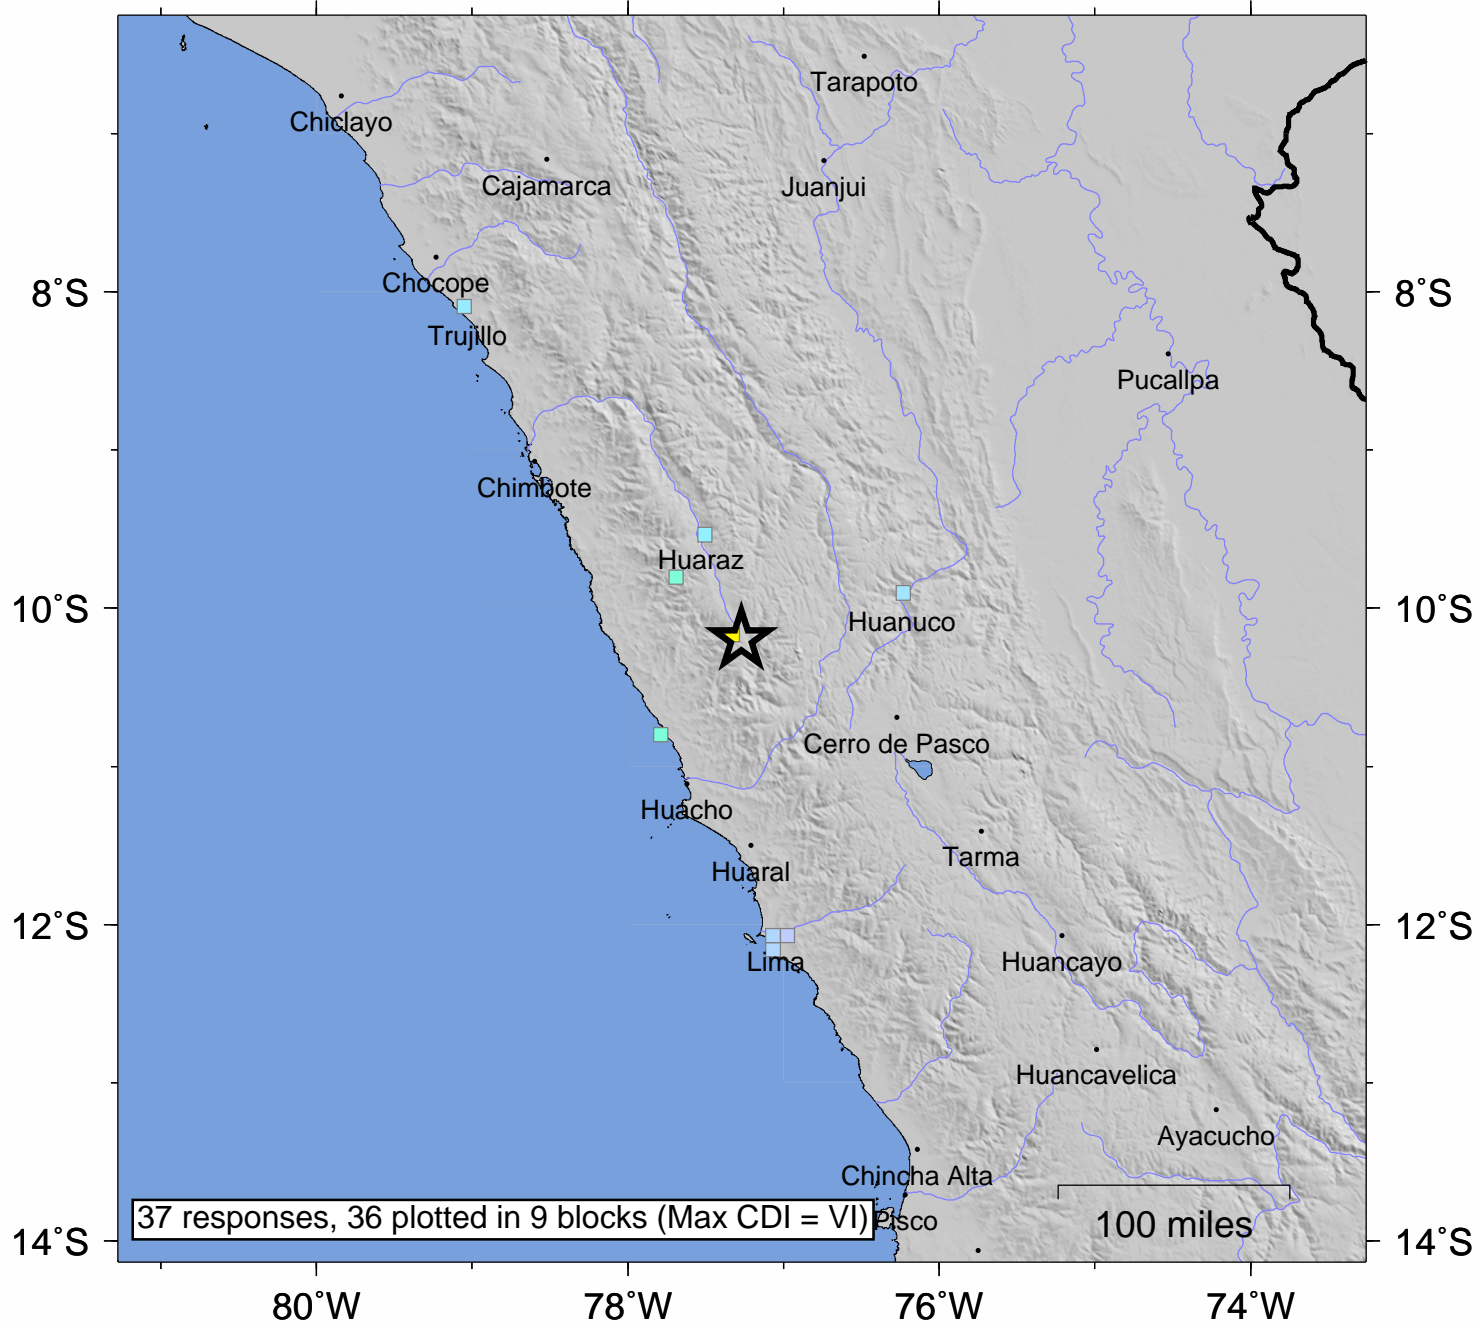 Tarapoto
Chiclayo
Cajamarca
Juanjui
Chocope
8°S
8°S
Trujillo
Pucallpa
Chimbote
Huaraz
10°S
10°S
Huanuco
Cerro de Pasco
Huacho
Tarma
Huaral
12°S
12°S
Lima
Huancayo
Huancavelica
Ayacucho
Chincha Alta
37 responses, 36 plotted in 9 blocks (Max CDI = VI)
Pisco
100 miles
14°S
14°S
80°W
78°W
76°W
74°W